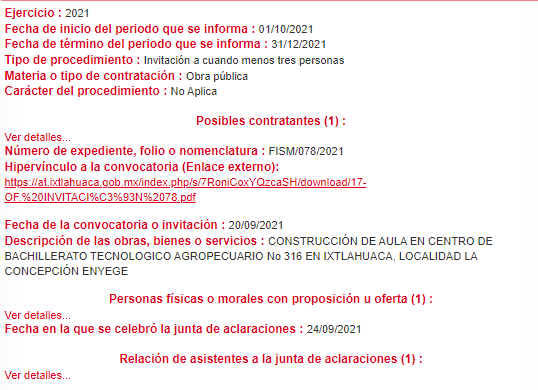 Ejercicio : 2021
Fecha de inicio del periodo que se informa : 01/10/2021
Fecha de término del periodo que se informa : 31/12/2021
Tipo de procedimiento : Invitación a cuando menos tres personas
Materia o tipo de contratación : Obra pública
Carácter del procedimiento : No Aplica
Posibles contratantes (1) :
Ver detalles...
Número de expediente, folio o nomenclatura : FISM/078/2021
Hipervínculo a la convocatoria (Enlace externo):
https://at.ixtlahuaca.gob.mx/index.php/s/7RoniCoxYQzcaSH/download/17-
OF.%20INVITACI%C3%93N%2078.pdf
Fecha de la convocatoria o invitación : 20/09/2021
Descripción de las obras, bienes o servicios : CONSTRUCCIÓN DE AULA EN CENTRO DE
BACHILLERATO TECNOLOGICO AGROPECUARIO No 316 EN IXTLAHUACA, LOCALIDAD LA
CONCEPCIÓN ENYEGE
Personas físicas o morales con proposición u oferta (1) :
Ver detalles...
Fecha en la que se celebró la junta de aclaraciones : 24/09/2021
Relación de asistentes a la junta de aclaraciones (1) :
Ver detalles...